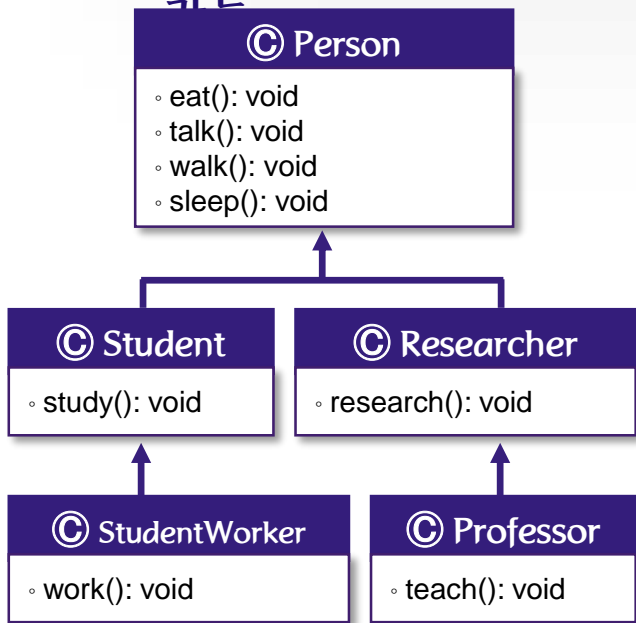 © Person
◦ eat(): void
◦ talk(): void
◦ walk(): void
◦ sleep(): void
© Student
© Researcher
◦ study(): void
◦ research(): void
© StudentWorker
© Professor
◦ work(): void
◦ teach(): void